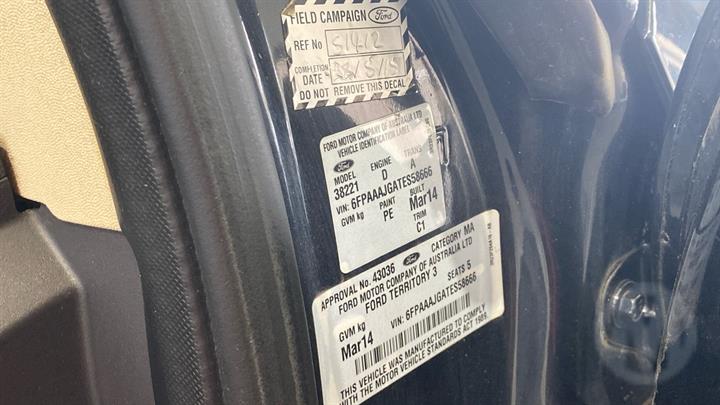 FIELD CAMPAIGN Ford
REF No S1412
COMPLETION
DATE 28/5/15
DO NOT REMOVE THIS DECAL
FORD MOTOR COMPANY OF AUSTRALIA LTD
VEHICLE IDENTIFICATION LABEL
Ford
MODEL ENGINE TRANS
38221 D A
VIN: 6FPAAAJGATES58666
GVM kg PAINT BUILT
PE Mar14
TRIM
C1
APPROVAL No. 43036 Ford CATEGORY MA
FORD MOTOR COMPANY OF AUSTRALIA LTD
FORD TERRITORY 3 SEATS 5
GVM kg VIN: 6FPAAAJGATES58666
Mar14
THIS VEHICLE WAS MANUFACTURED TO COMPLY
WITH THE MOTOR VEHICLE STANDARDS ACT 1989.